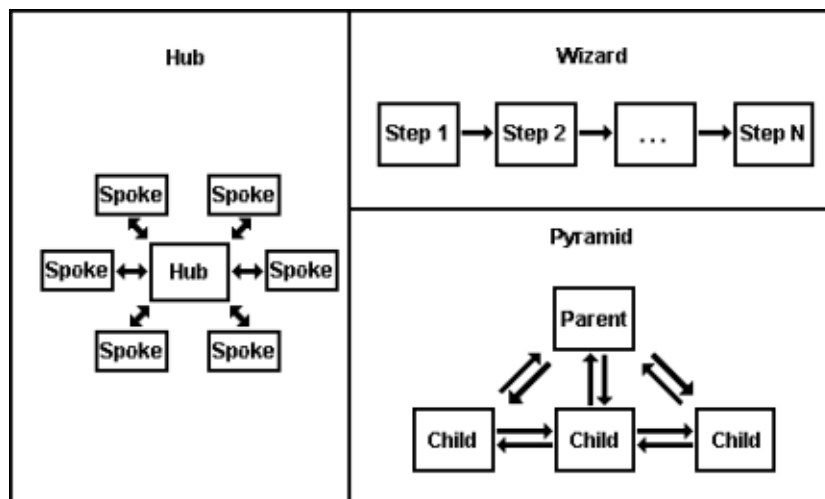 Hub
Spoke Spoke
Spoke Hub Spoke
Spoke Spoke
Wizard
Step 1 Step 2 ... Step N
Pyramid
Parent
Child Child Child